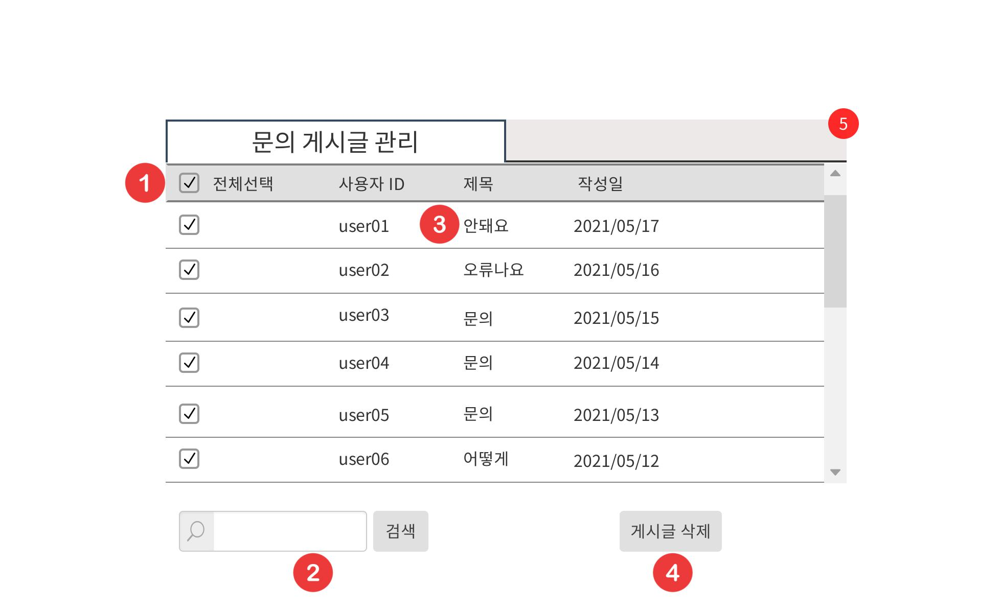 5
문의 게시글 관리
1 전체선택 사용자 ID 제목 작성일
user01 3 안돼요 2021/05/17
user02 오류나요 2021/05/16
user03 문의 2021/05/15
user04 문의 2021/05/14
user05 문의 2021/05/13
user06 어떻게 2021/05/12
검색 게시글 삭제
2 4